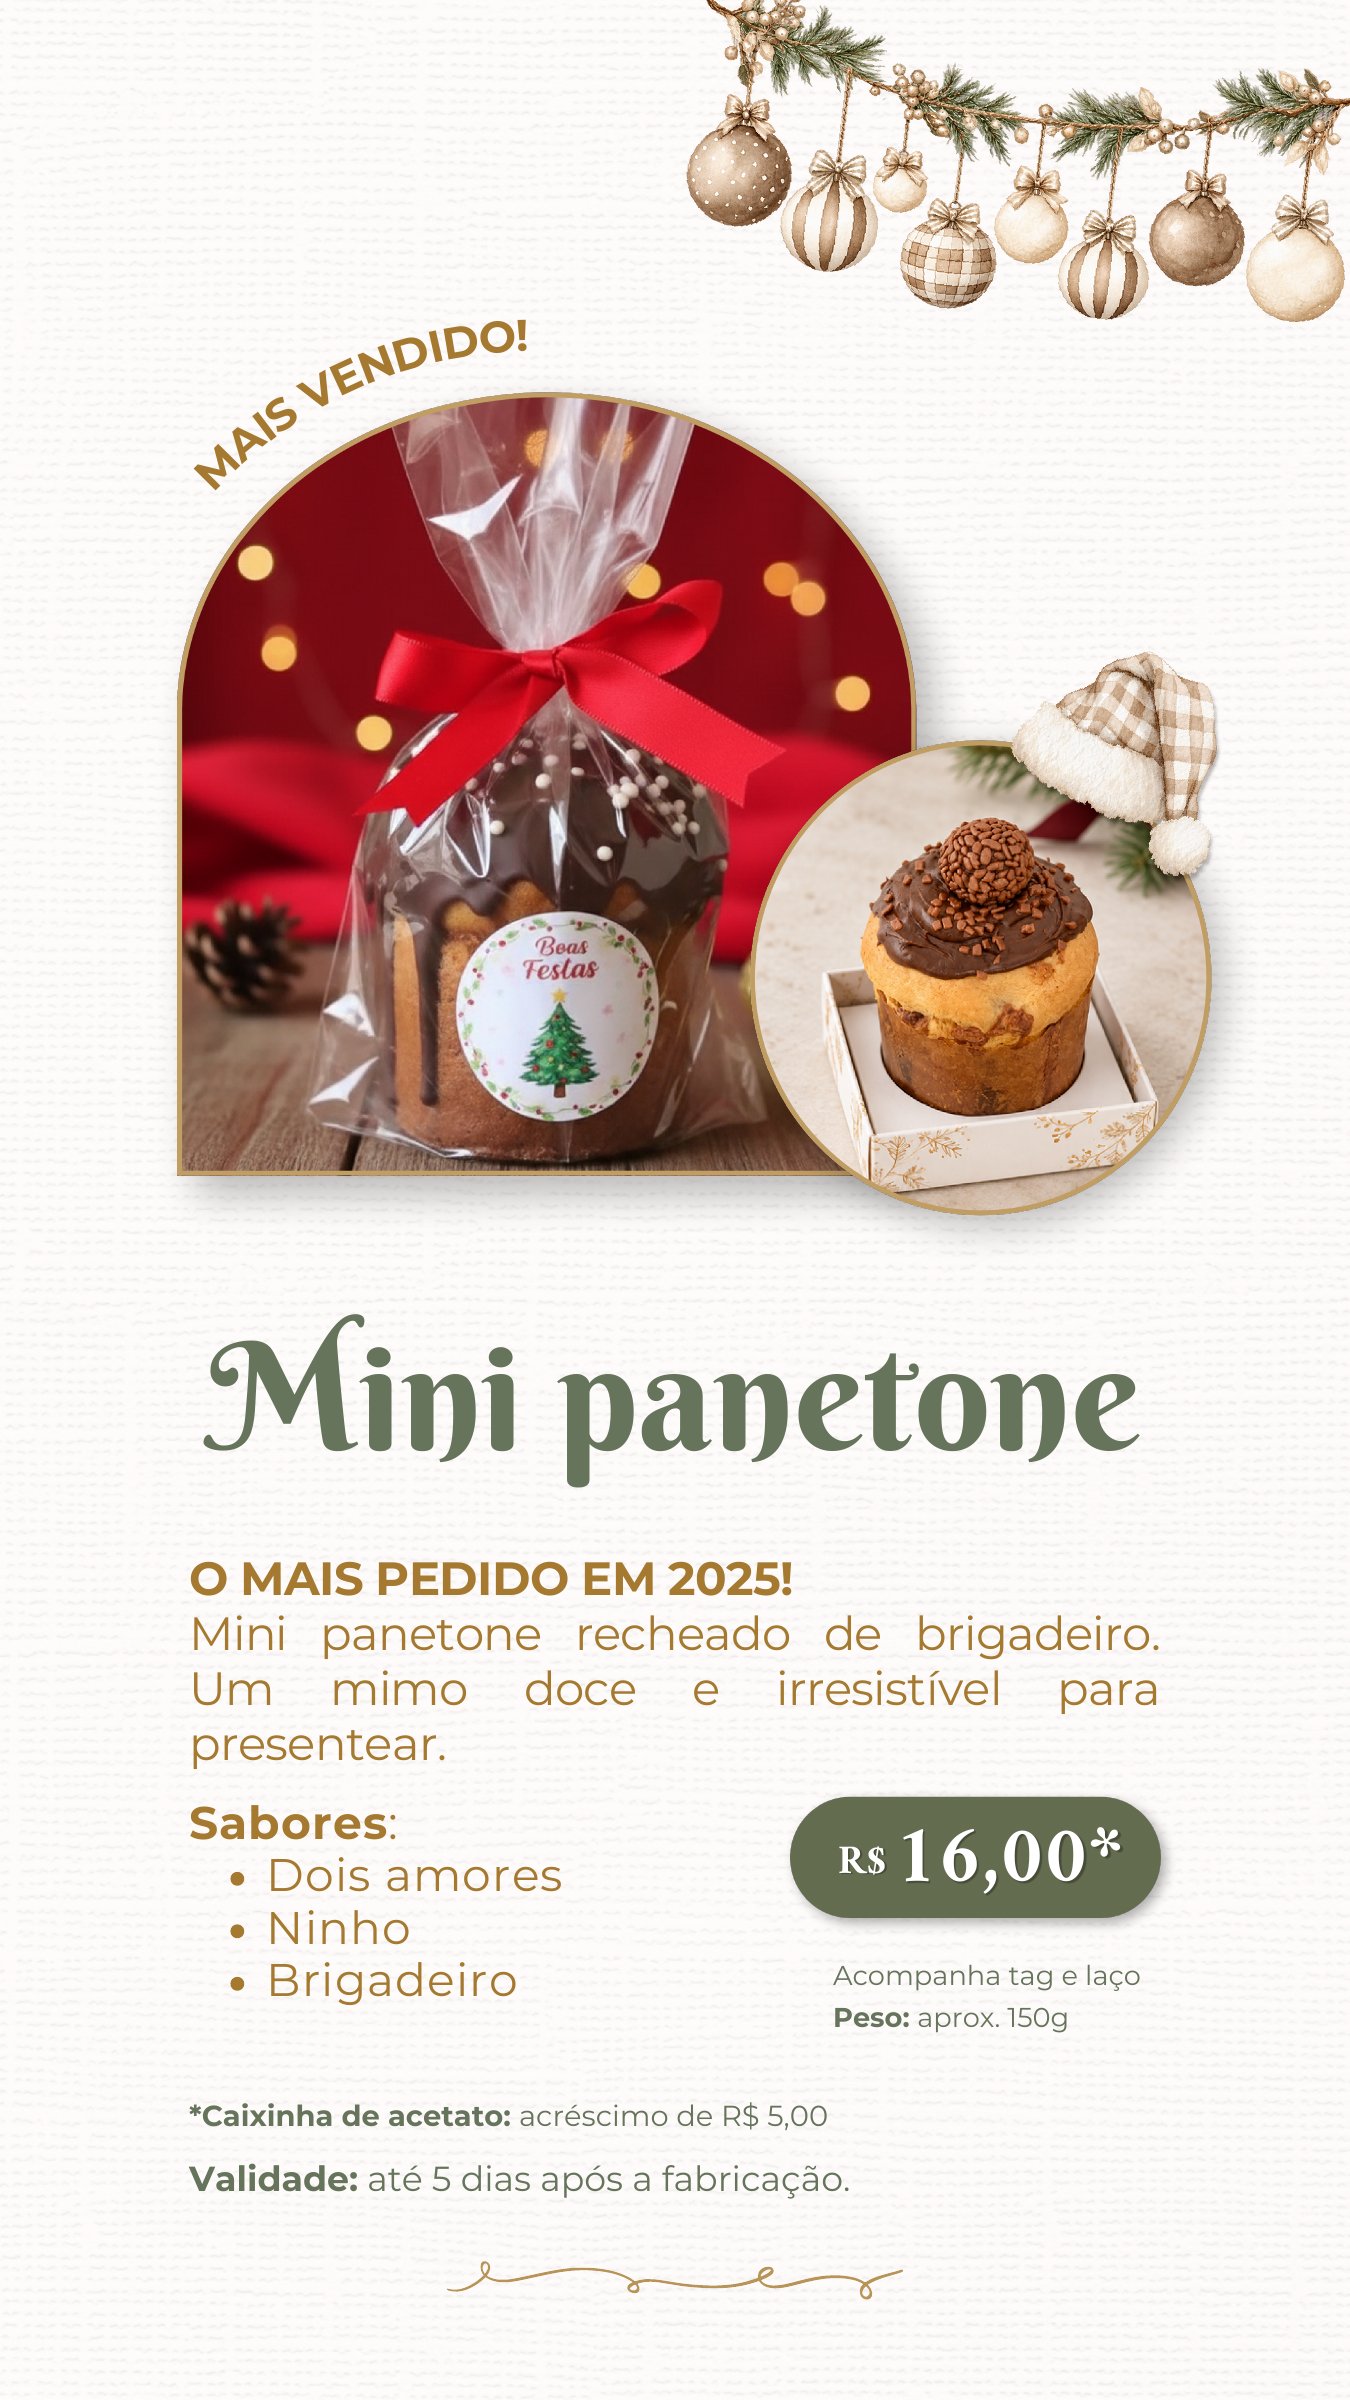 MAIS VENDIDO!
Boas
Festas
Mini panetone
O MAIS PEDIDO EM 2025!
Mini panetone recheado de brigadeiro.
Um mimo doce e irresistível para
presentear.
Sabores:
• Dois amores
• Ninho
• Brigadeiro
R$ 16,00*
Acompanha tag e laço
Peso: aprox. 150g
*Caixinha de acetato: acréscimo de R$ 5,00
Validade: até 5 dias após a fabricação.